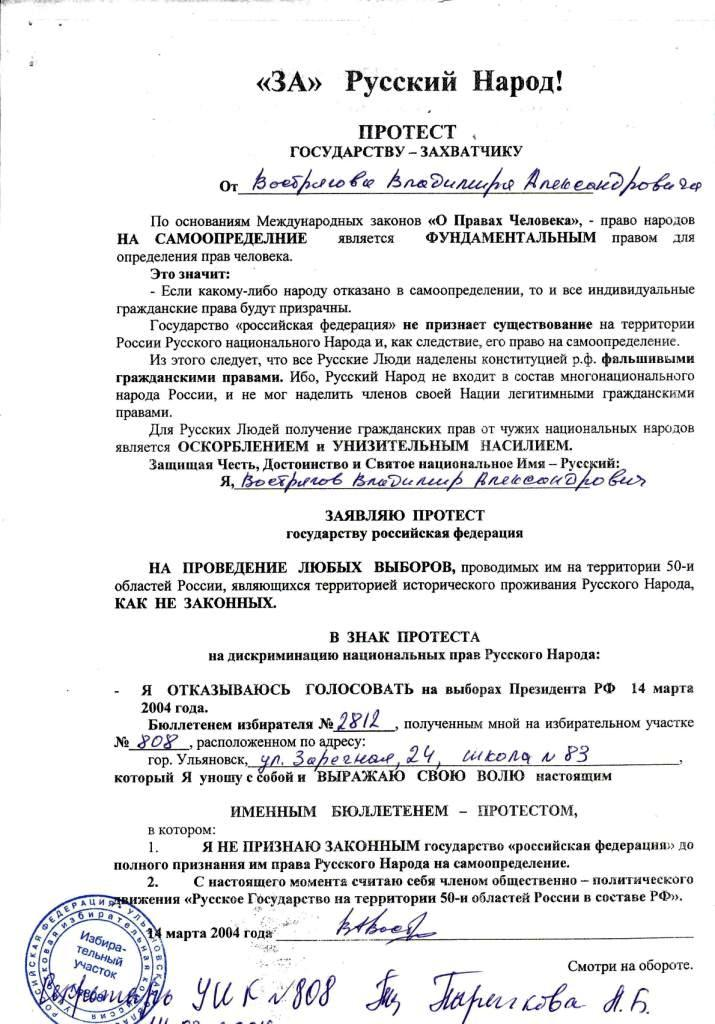 «ЗА» Русский Народ!
ПРОТЕСТ
ГОСУДАРСТВУ – ЗАХВАТЧИКУ
От Вострягова Владимира Александровича
По основаниям Международных законов «О Правах Человека», - право народов
НА САМООПРЕДЕЛНИЕ является ФУНДАМЕНТАЛЬНЫМ правом для
определения прав человека.
Это значит:
- Если какому-либо народу отказано в самоопределении, то и все индивидуальные
гражданские права будут призрачны.
Государство «российская федерация» не признает существование на территории
России Русского национального Народа и, как следствие, его право на самоопределение.
Из этого следует, что все Русские Люди наделены конституцией р.ф. фальшивыми
гражданскими правами. Ибо, Русский Народ не входит в состав многонационального
народа России, и не мог наделить членов своей Нации легитимными гражданскими
правами.
Для Русских Людей получение гражданских прав от чужих национальных народов
является ОСКОРБЛЕНИЕМ и УНИЗИТЕЛЬНЫМ НАСИЛИЕМ.
Защищая Честь, Достоинство и Святое национальное Имя – Русский:
Я, Востряков Владимир Александрович
ЗАЯВЛЯЮ ПРОТЕСТ
государству российская федерация
НА ПРОВЕДЕНИЕ ЛЮБЫХ ВЫБОРОВ, проводимых им на территории 50-и
областей России, являющихся территорией исторического проживания Русского Народа,
КАК НЕ ЗАКОННЫХ.
В ЗНАК ПРОТЕСТА
на дискриминацию национальных прав Русского Народа:
- Я ОТКАЗЫВАЮСЬ ГОЛОСОВАТЬ на выборах Президента РФ 14 марта
2004 года.
Бюллетенем избирателя № 2812, полученным мной на избирательном участке
№ 808, расположенном по адресу:
гор. Ульяновск, ул. Заречная, 24, школа N 83,
который Я уношу с собой и ВЫРАЖАЮ СВОЮ ВОЛЮ настоящим
ИМЕННЫМ БЮЛЛЕТЕНЕМ – ПРОТЕСТОМ,
в котором:
1. Я НЕ ПРИЗНАЮ ЗАКОННЫМ государство «российская федерация» до
полного признания им права Русского Народа на самоопределение.
2. С настоящего момента считаю себя членом общественно – политического
движения «Русское Государство на территории 50-и областей России в составе РФ».
14 марта 2004 года
Смотри на обороте.
РОССИЙСКАЯ ФЕДЕРАЦИЯ
Избира-
тельный
участок
УИК N 808